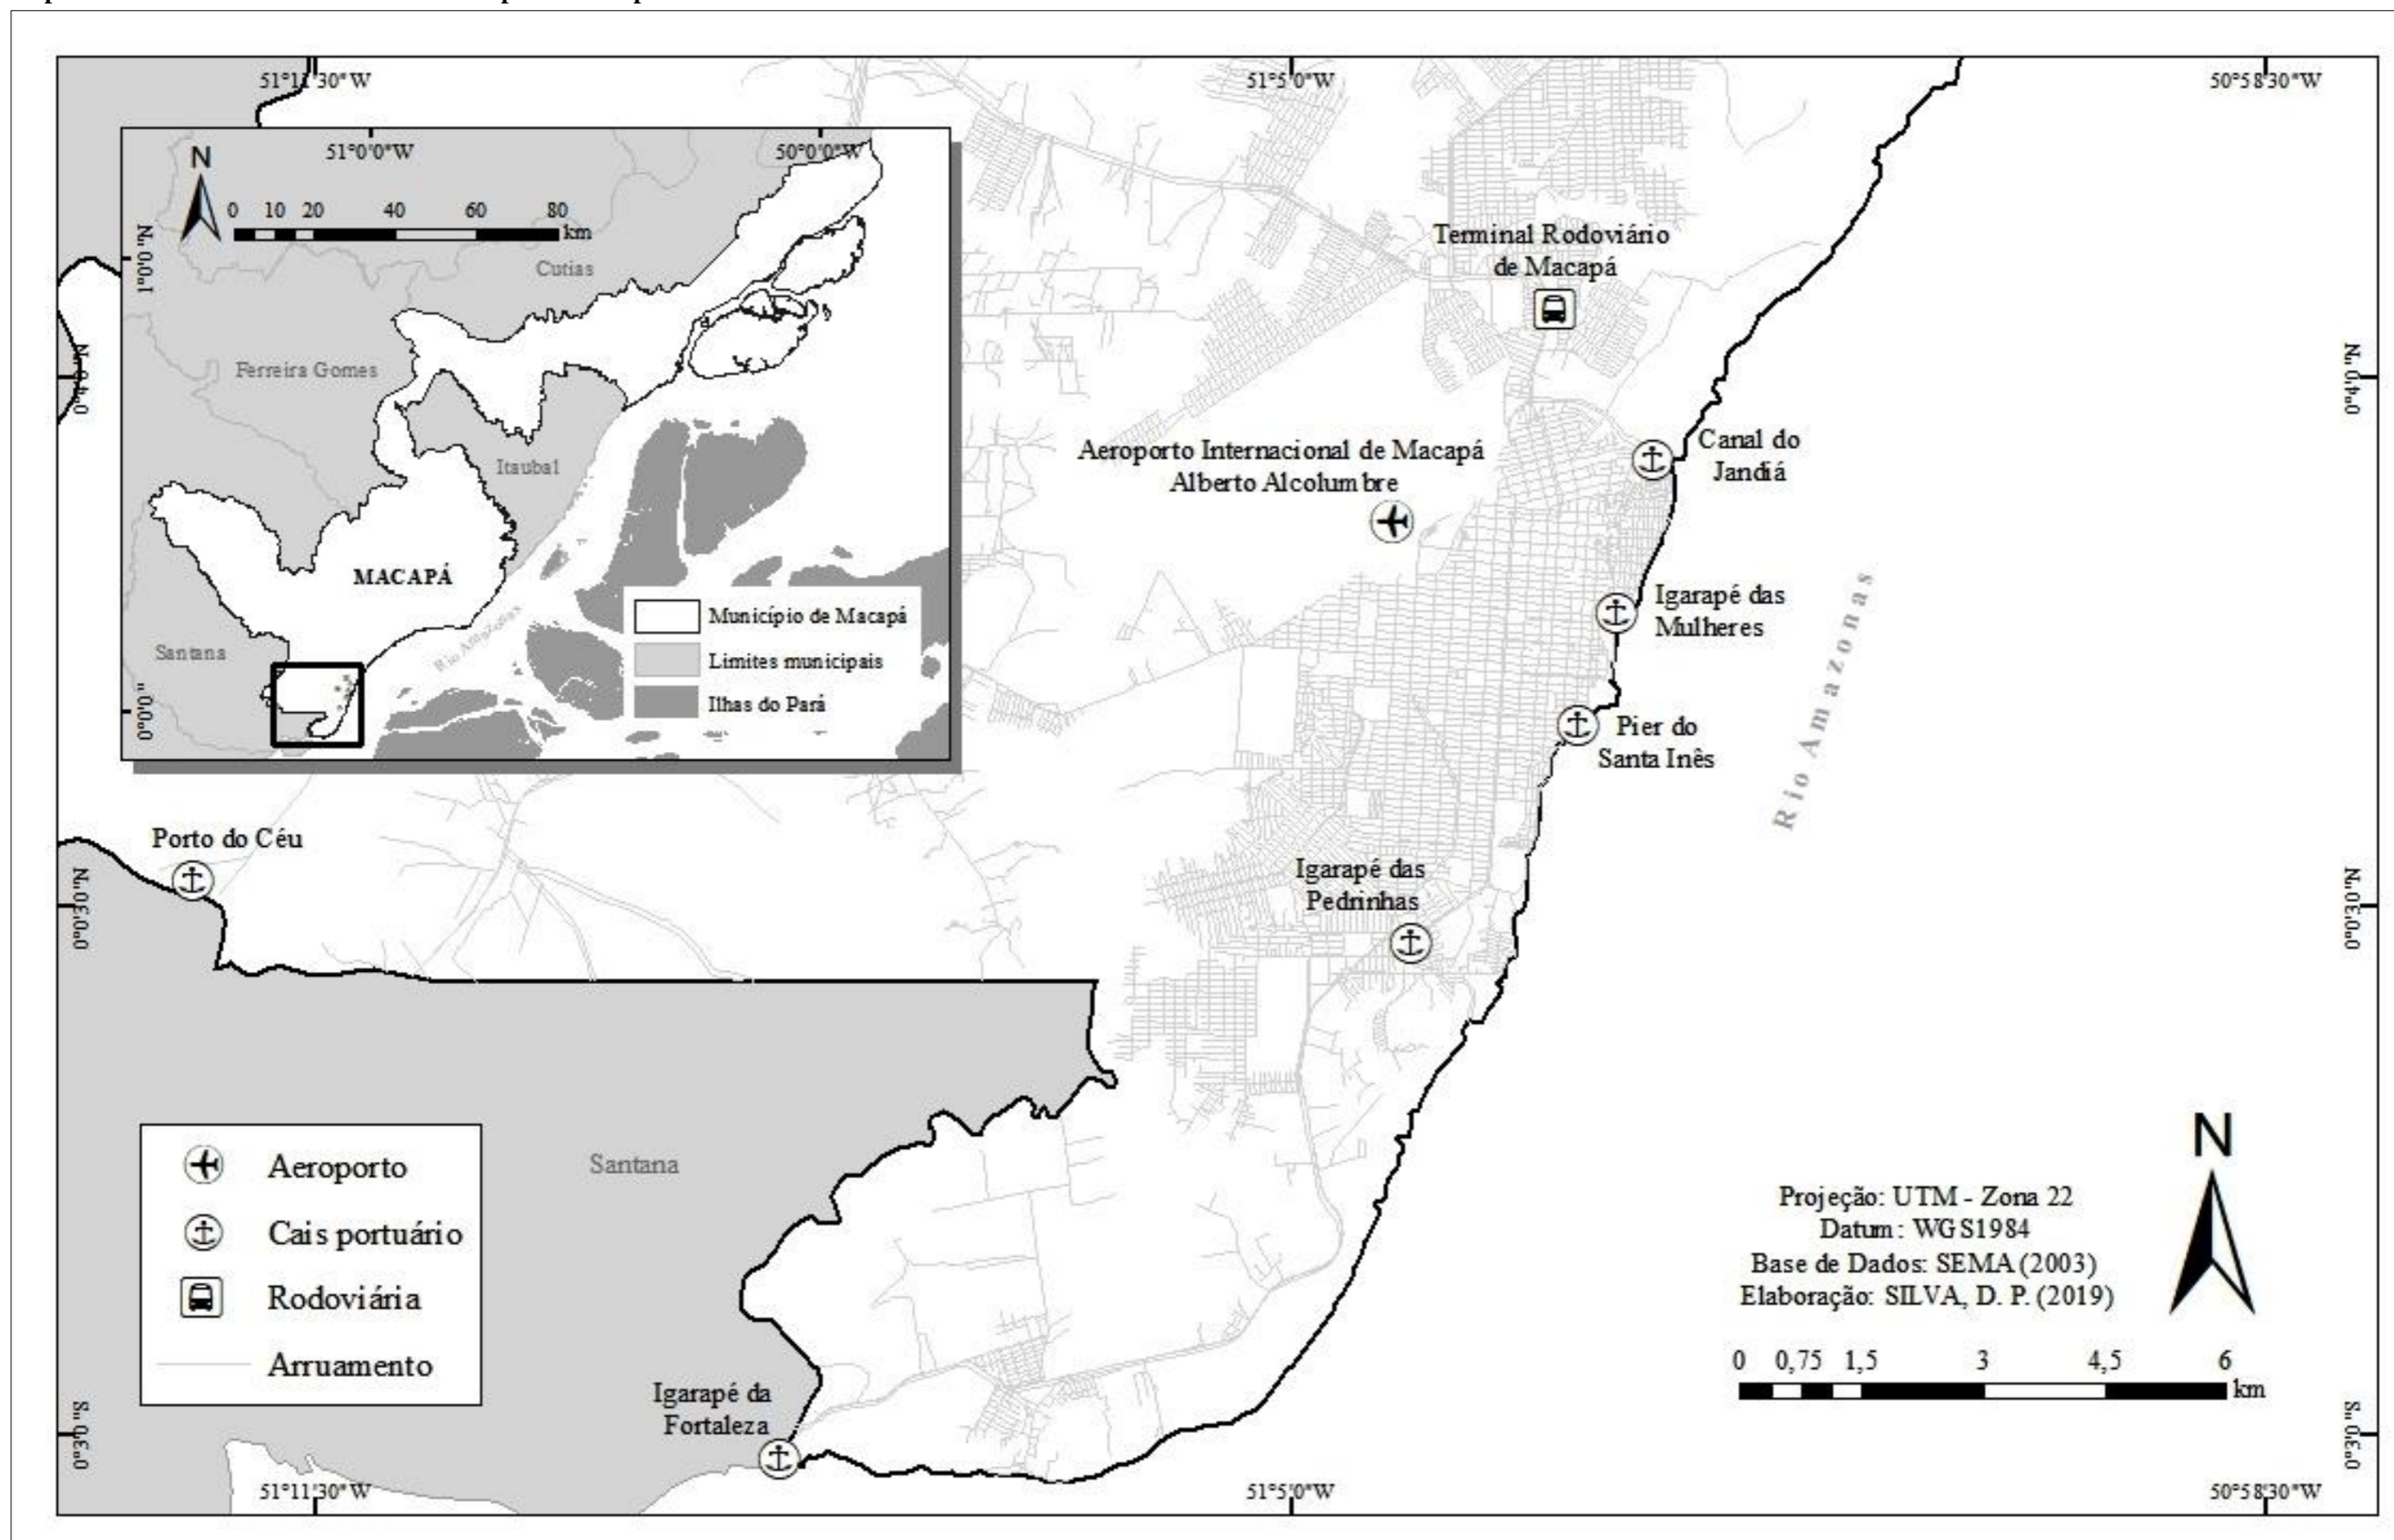 51°11'30"W
51°5'0"W
50°58'30"W
51°0'0"W
50°0'0"W
N
0 10 20 40 60 80
km
1°0'0"N
Cutias
Ferreira Gomes
Itaubal
MACAPÁ
Santana
Rio Amazonas
0°0'0"
Município de Macapá
Limites municipais
Ilhas do Pará
Terminal Rodoviário
de Macapá
Aeroporto Internacional de Macapá
Alberto Alcolumbre
Canal do
Jandiá
Igarapé das
Mulheres
Pier do
Santa Inês
Rio Amazonas
Porto do Céu
Igarapé das
Pedrinhas
0°3'0"N
0°3'0"N
Santana
Aeroporto
Cais portuário
Rodoviária
Arruamento
Igarapé da
Fortaleza
N
Projeção: UTM - Zona 22
Datum: WGS1984
Base de Dados: SEMA (2003)
Elaboração: SILVA, D. P. (2019)
0 0,75 1,5 3 4,5 6
km
0°3'0"S
0°3'0"S
51°11'30"W
51°5'0"W
50°58'30"W